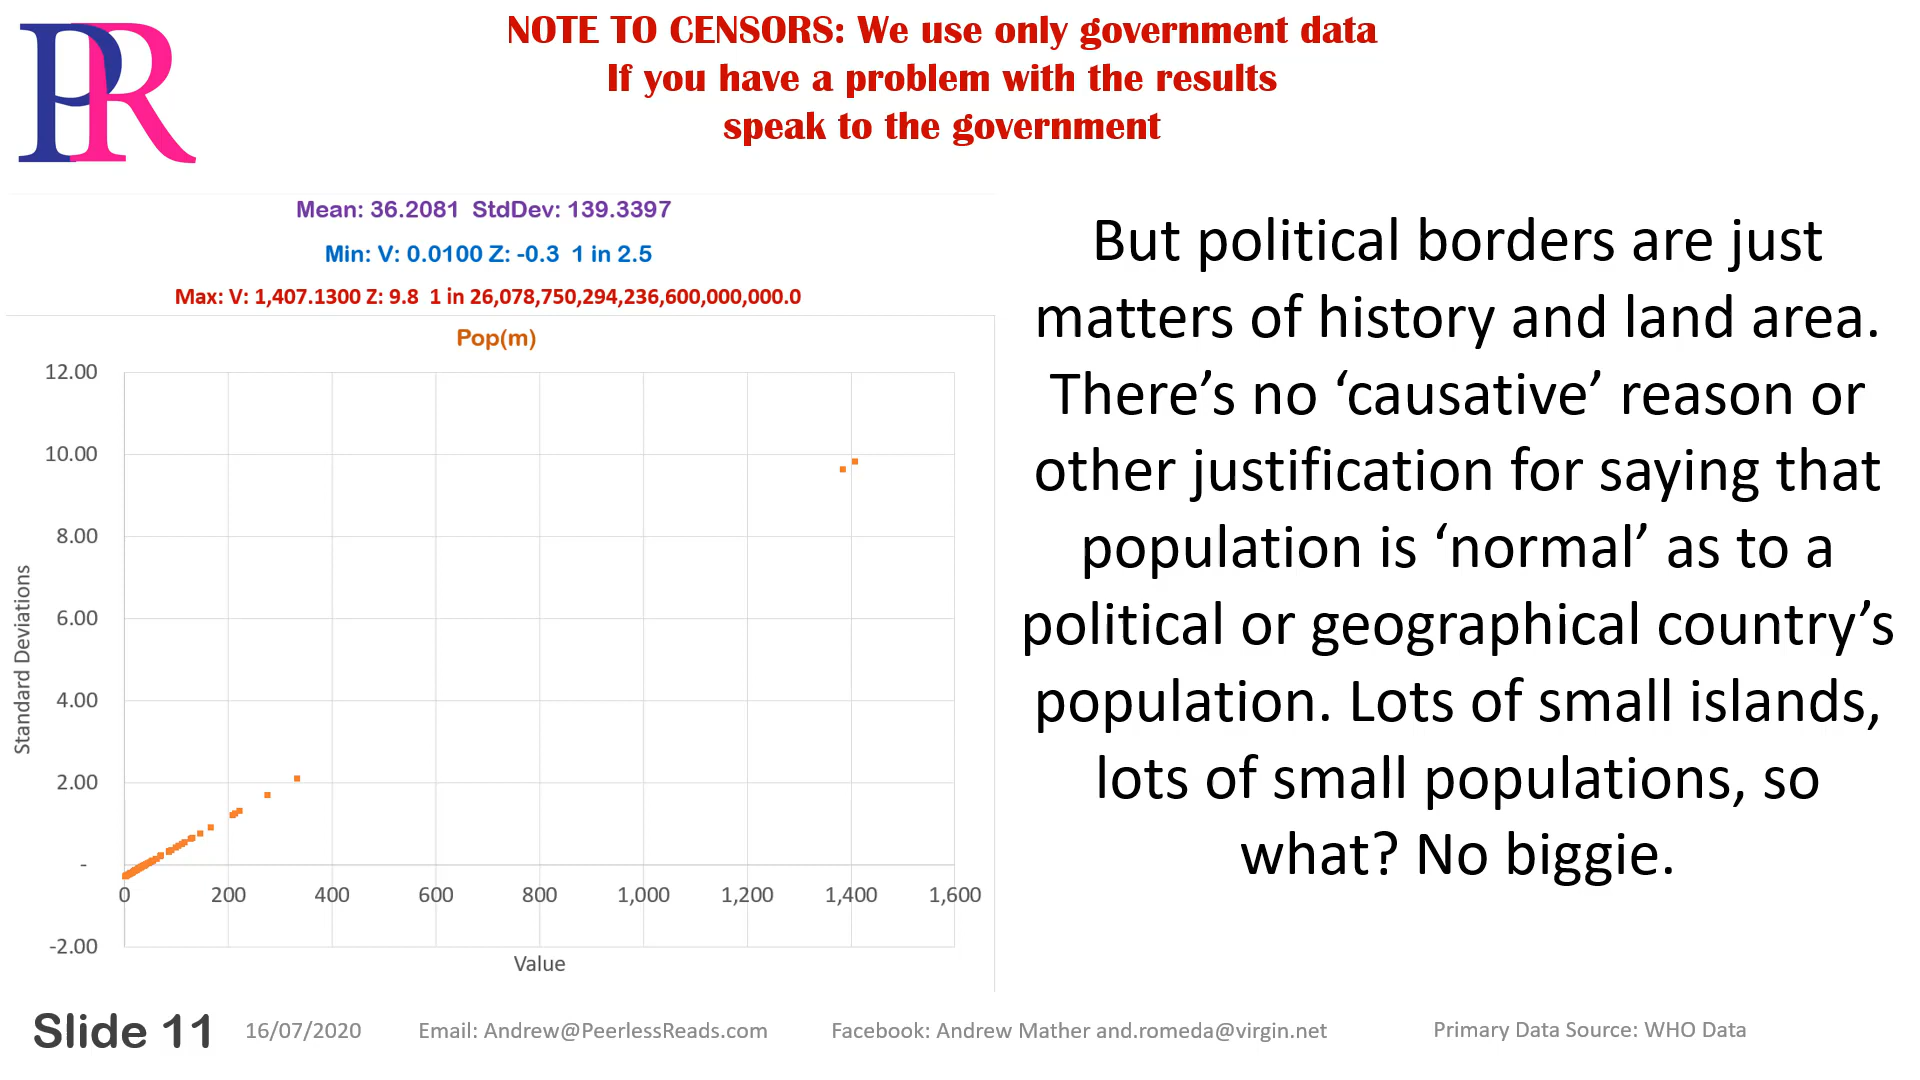 PR
NOTE TO CENSORS: We use only government data
If you have a problem with the results
speak to the government
Mean: 36.2081 StdDev: 139.3397
Min: V: 0.0100 Z: -0.3 1 in 2.5
Max: V: 1,407.1300 Z: 9.8 1 in 26,078,750,294,236,600,000,000.0
Pop(m)
12.00
10.00
8.00
6.00
4.00
2.00
-
-2.00
Standard Deviations
0 200 400 600 800 1,000 1,200 1,400 1,600
Value
But political borders are just
matters of history and land area.
There’s no ‘causative’ reason or
other justification for saying that
population is ‘normal’ as to a
political or geographical country’s
population. Lots of small islands,
lots of small populations, so
what? No biggie.
Slide 11 16/07/2020 Email: Andrew@PeerlessReads.com Facebook: Andrew Mather and.romeda@virgin.net Primary Data Source: WHO Data